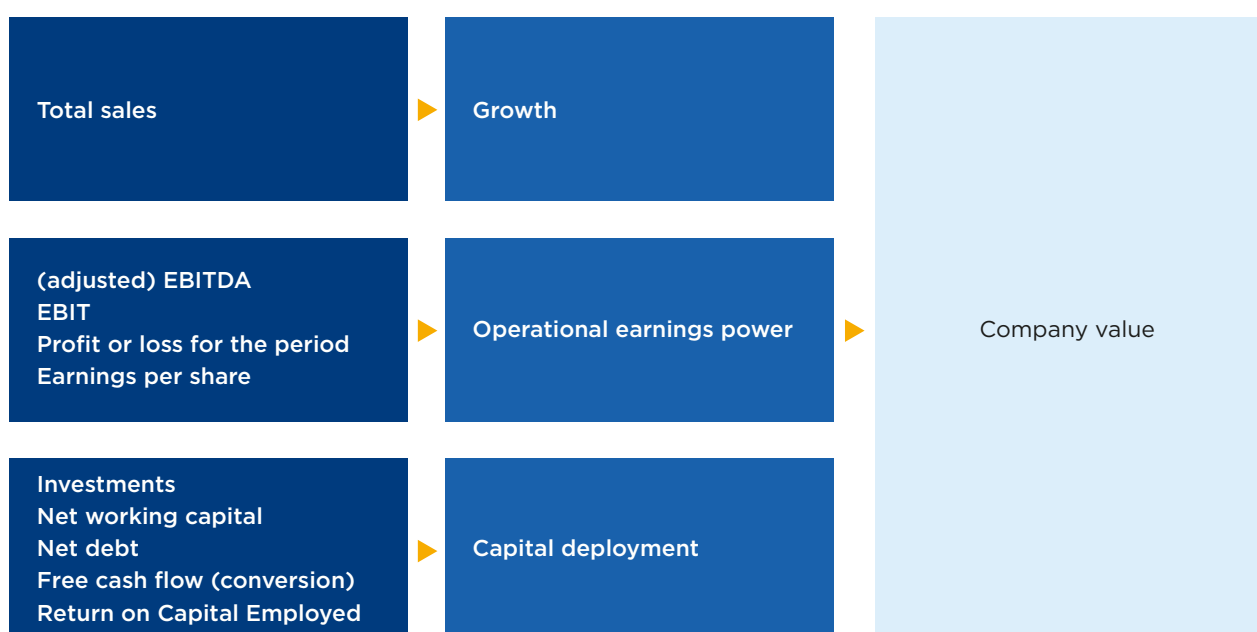 Total sales
Growth
(adjusted) EBITDA
EBIT
Profit or loss for the period
Earnings per share
Operational earnings power
Company value
Investments
Net working capital
Net debt
Free cash flow (conversion)
Return on Capital Employed
Capital deployment